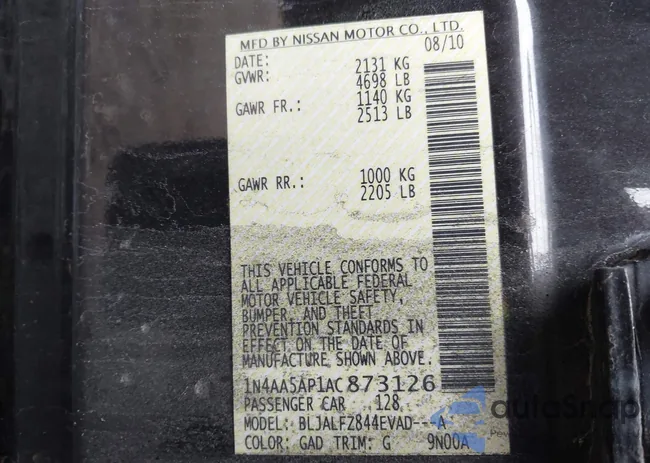 MFD BY NISSAN MOTOR CO., LTD.
DATE: 08/10
GVWR: 2131 KG
4698 LB
GAWR FR.: 1140 KG
2513 LB
GAWR RR.: 1000 KG
2205 LB
THIS VEHICLE CONFORMS TO
ALL APPLICABLE FEDERAL
MOTOR VEHICLE SAFETY,
BUMPER, AND THEFT
PREVENTION STANDARDS IN
EFFECT ON THE DATE OF
MANUFACTURE SHOWN ABOVE.
1N4AA5AP1AC873126
PASSENGER CAR 128
MODEL: BLJALFZ844EVAD---A
COLOR: GAD TRIM: G 9N00A
autoSnap